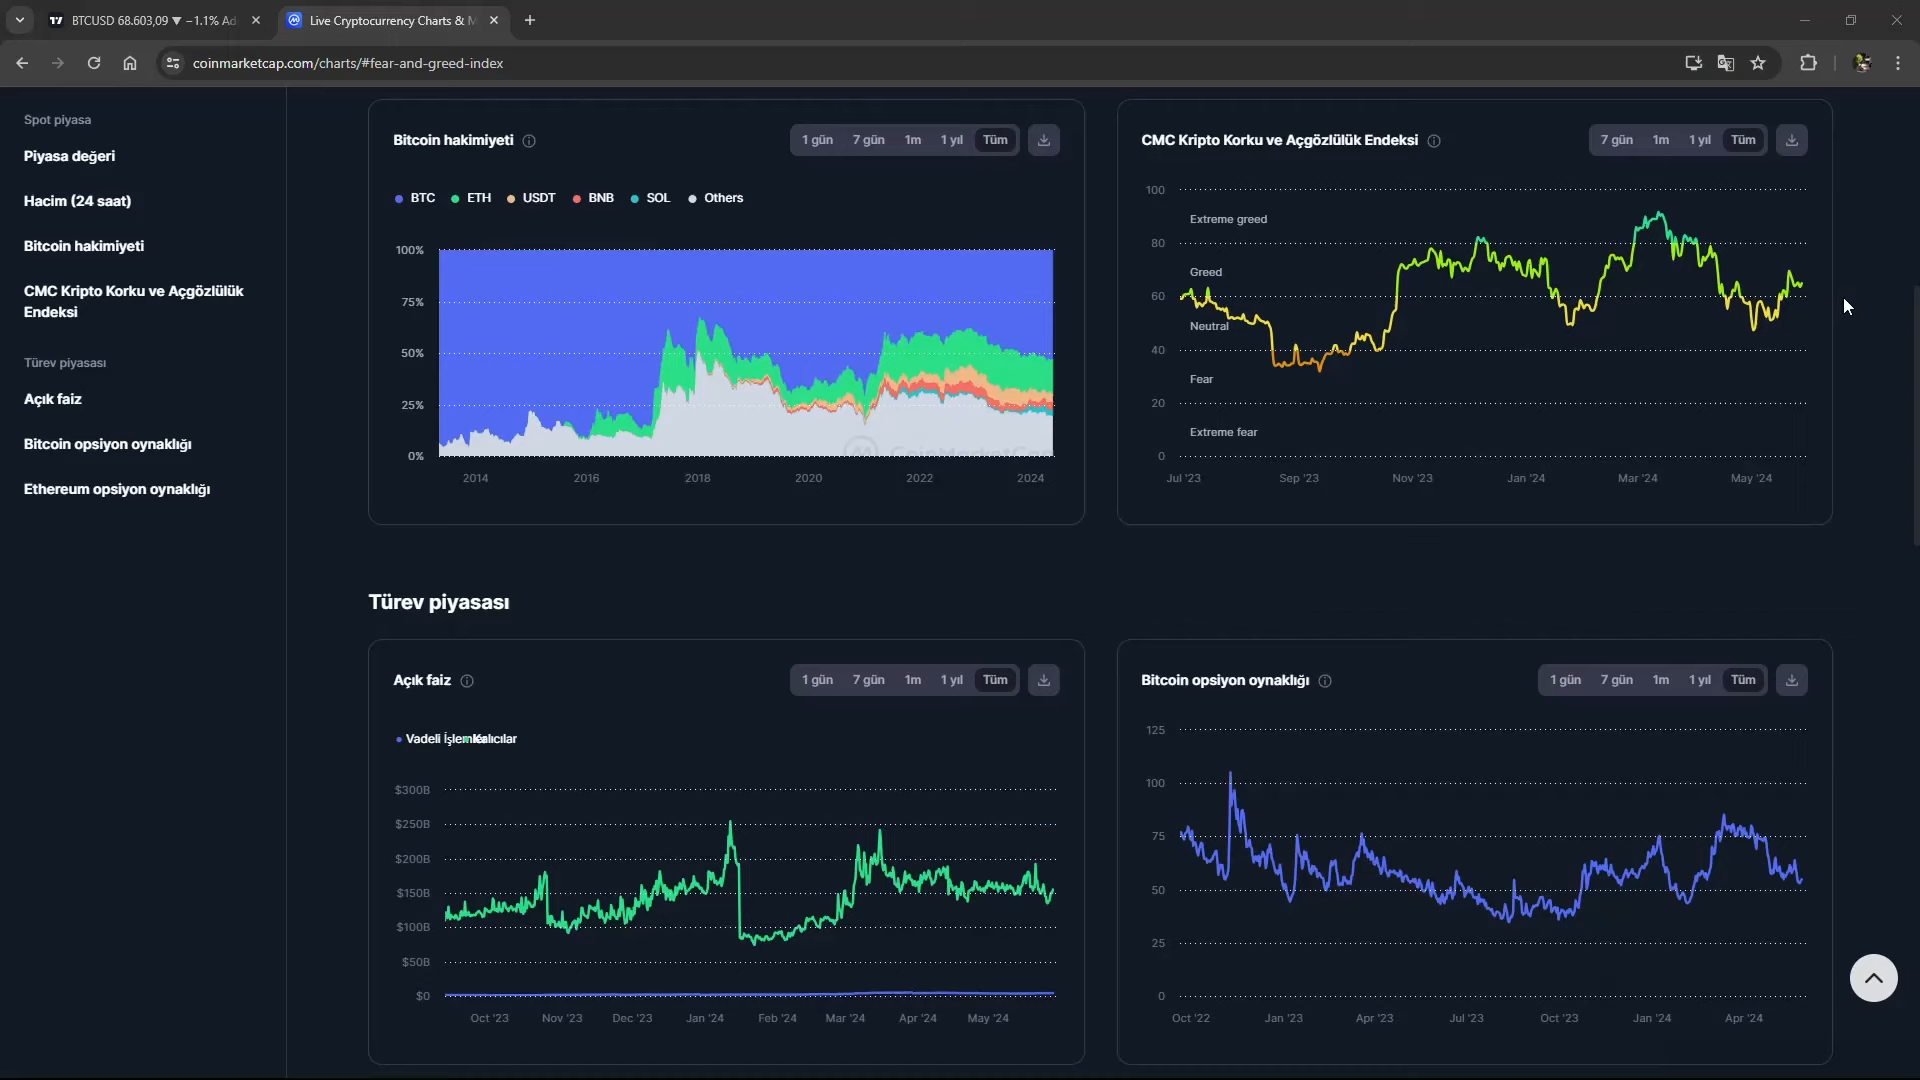 BTCUSD 68.603,09 ▼ −1.1% Ad
Live Cryptocurrency Charts & M
coinmarketcap.com/charts/#fear-and-greed-index
Spot piyasa
Piyasa değeri
Hacim (24 saat)
Bitcoin hakimiyeti
CMC Kripto Korku ve Açgözlülük
Endeksi
Türev piyasası
Açık faiz
Bitcoin opsiyon oynaklığı
Ethereum opsiyon oynaklığı
Bitcoin hakimiyeti
1 gün 7 gün 1m 1 yıl Tüm
BTC ETH USDT BNB SOL Others
100%
75%
50%
25%
0%
2014 2016 2018 2020 2022 2024
CoinMarketCap
CMC Kripto Korku ve Açgözlülük Endeksi
7 gün 1m 1 yıl Tüm
100
Extreme greed
80
Greed
60
Neutral
40
Fear
20
Extreme fear
0
Jul '23 Sep '23 Nov '23 Jan '24 Mar '24 May '24
Türev piyasası
Açık faiz
1 gün 7 gün 1m 1 yıl Tüm
Vadeli İşlemler Kalıcılar
$300B
$250B
$200B
$150B
$100B
$50B
$0
Oct '23 Nov '23 Dec '23 Jan '24 Feb '24 Mar '24 Apr '24 May '24
Bitcoin opsiyon oynaklığı
1 gün 7 gün 1m 1 yıl Tüm
125
100
75
50
25
0
Oct '22 Jan '23 Apr '23 Jul '23 Oct '23 Jan '24 Apr '24